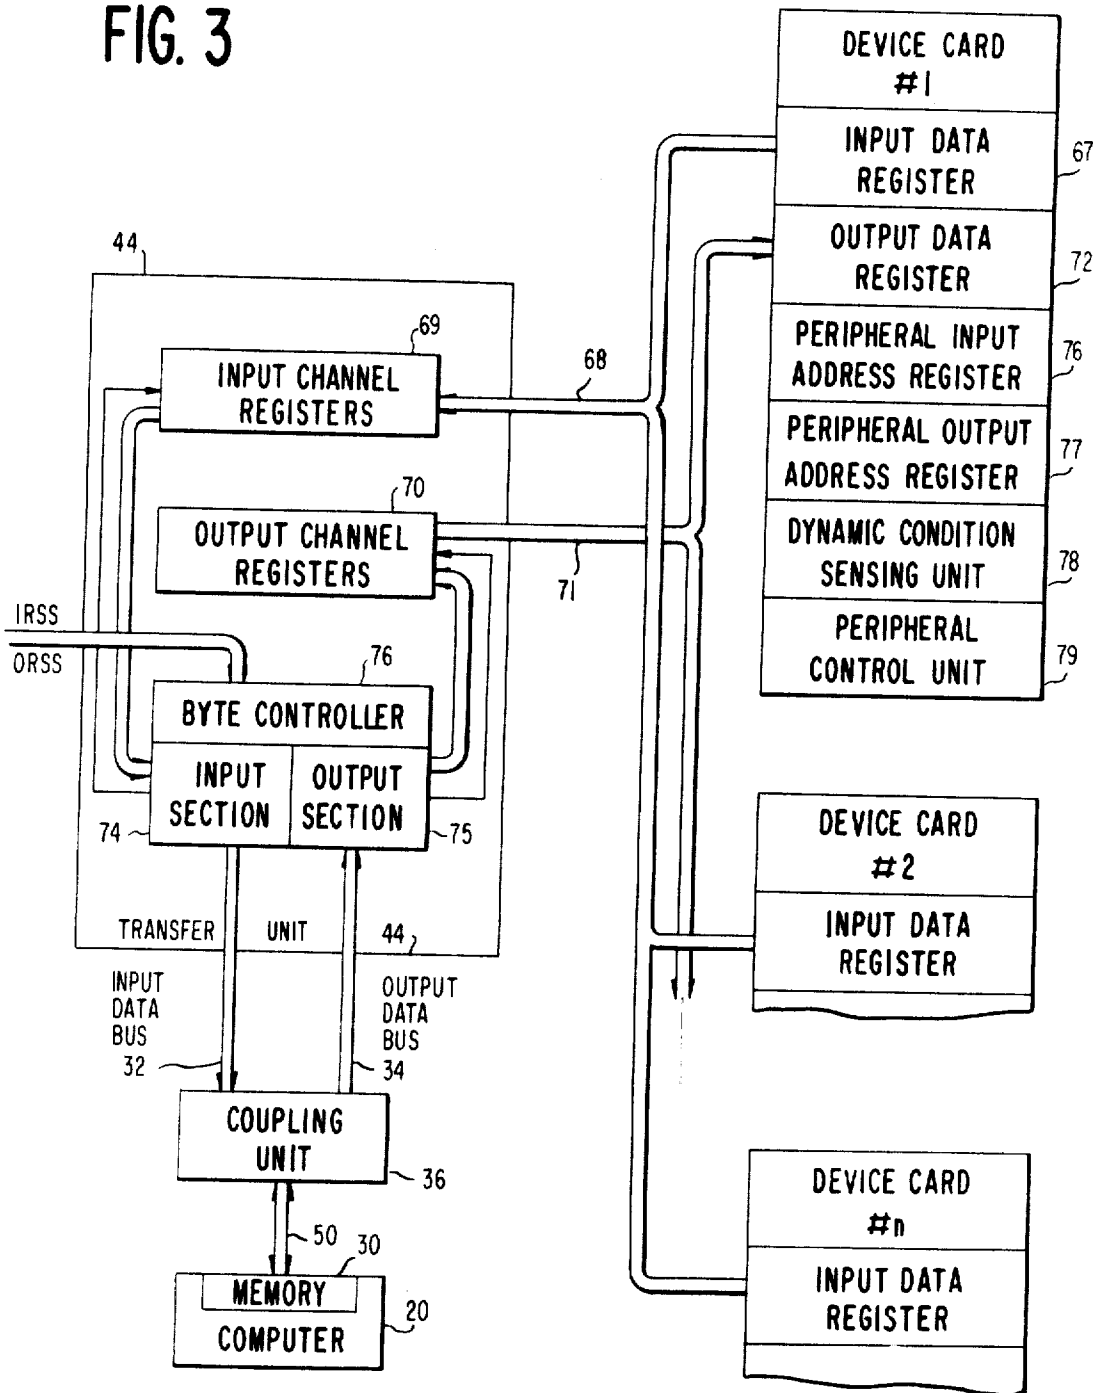 FIG. 3
DEVICE CARD
#1
INPUT DATA
REGISTER
67
OUTPUT DATA
REGISTER
72
PERIPHERAL INPUT
ADDRESS REGISTER
76
PERIPHERAL OUTPUT
ADDRESS REGISTER
77
DYNAMIC CONDITION
SENSING UNIT
78
PERIPHERAL
CONTROL UNIT
79
44
69
INPUT CHANNEL
REGISTERS
68
70
OUTPUT CHANNEL
REGISTERS
71
IRSS
ORSS
76
BYTE CONTROLLER
INPUT
SECTION
74
OUTPUT
SECTION
75
TRANSFER UNIT
44
INPUT
DATA
BUS
32
OUTPUT
DATA
BUS
34
COUPLING
UNIT
36
50
30
MEMORY
COMPUTER
20
DEVICE CARD
#2
INPUT DATA
REGISTER
DEVICE CARD
#n
INPUT DATA
REGISTER